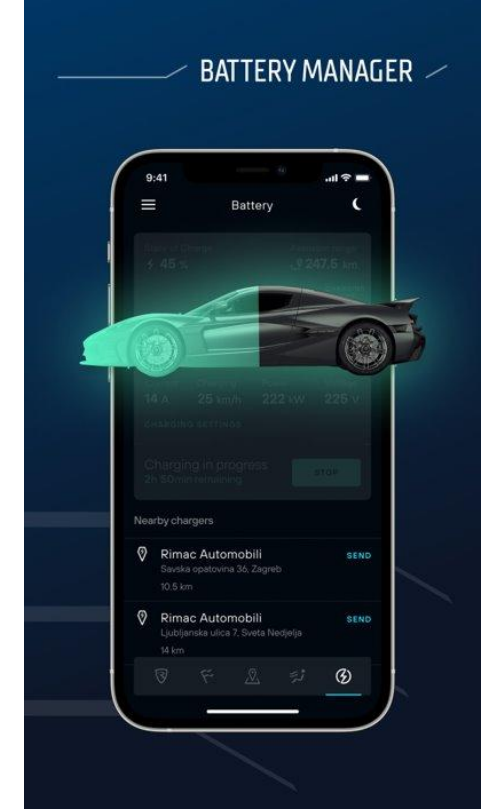 BATTERY MANAGER
9:41
Battery
State of Charge
45 %
247.5 km
14 A
25 km/h
222 kW
225 V
CHARGING SETTINGS
Charging in progress
2h 50min remaining
STOP
Nearby chargers
Rimac Automobili
SEND
Savska opatovina 36, Zagreb
10.5 km
Rimac Automobili
SEND
Ljubljanska ulica 7, Sveta Nedjelja
14 km